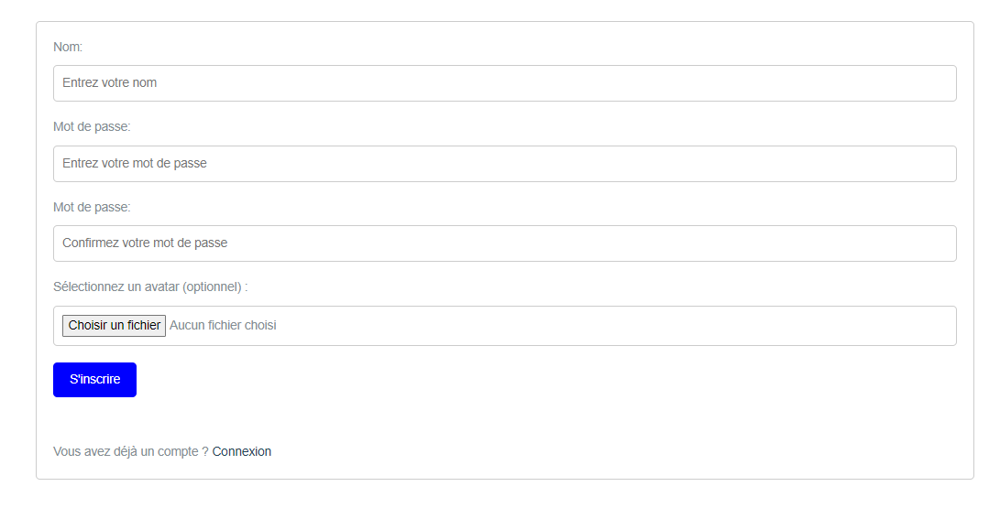 Nom:
Entrez votre nom
Mot de passe:
Entrez votre mot de passe
Mot de passe:
Confirmez votre mot de passe
Sélectionnez un avatar (optionnel) :
Choisir un fichier Aucun fichier choisi
S'inscrire
Vous avez déjà un compte ? Connexion